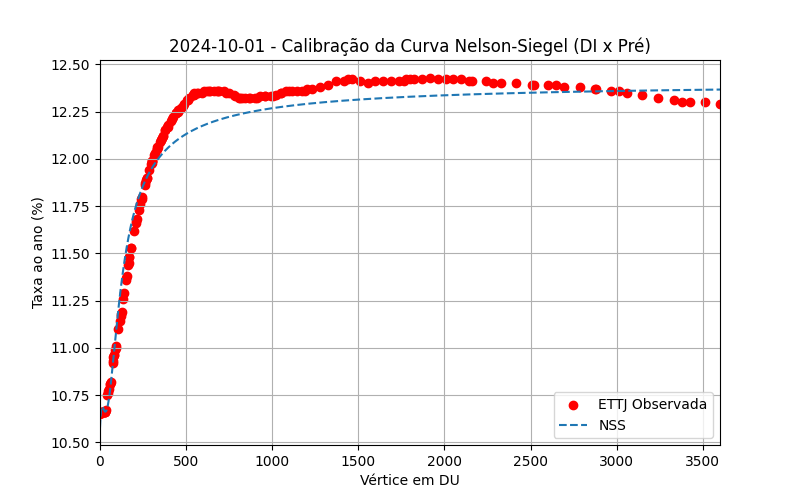 2024-10-01 - Calibração da Curva Nelson-Siegel (DI x Pré)
Taxa ao ano (%)
12.50
12.25
12.00
11.75
11.50
11.25
11.00
10.75
10.50
ETTJ Observada
NSS
0 500 1000 1500 2000 2500 3000 3500
Vértice em DU